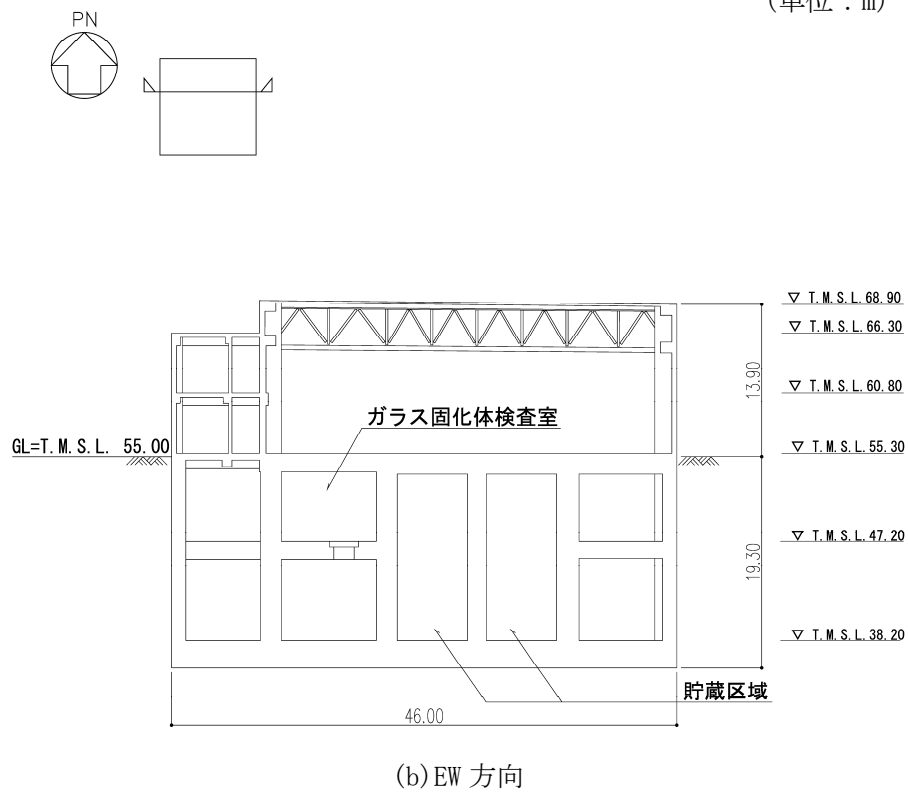 (単位：m)
PN
▽ T.M.S.L. 68.90
▽ T.M.S.L. 66.30
13.90
▽ T.M.S.L. 60.80
ガラス固化体検査室
GL=T.M.S.L. 55.00
▽ T.M.S.L. 55.30
▽ T.M.S.L. 47.20
19.30
▽ T.M.S.L. 38.20
貯蔵区域
46.00
(b)EW 方向